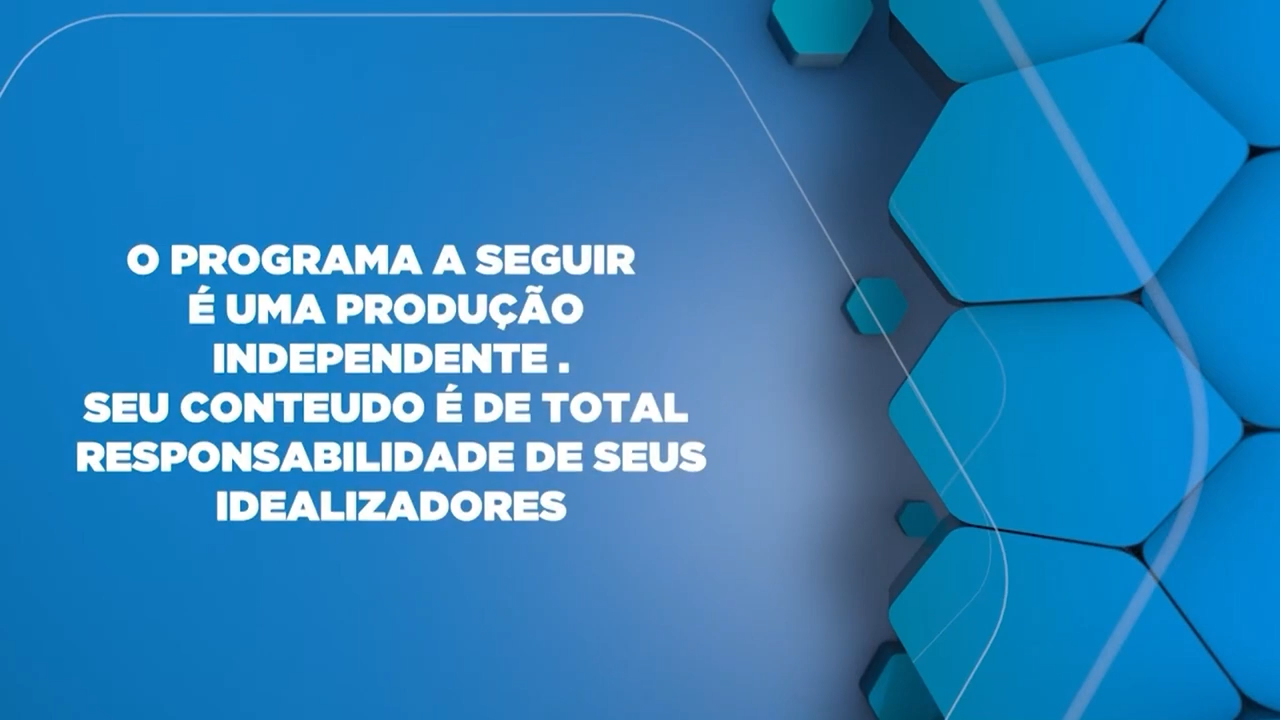 O PROGRAMA A SEGUIR
É UMA PRODUÇÃO
INDEPENDENTE .
SEU CONTEUDO É DE TOTAL
RESPONSABILIDADE DE SEUS
IDEALIZADORES